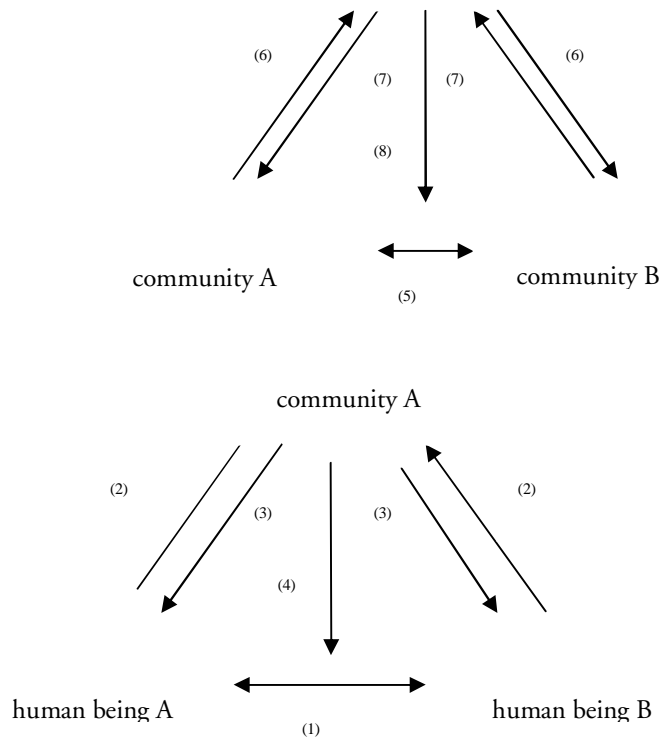 (6) (6)
(7) (7)
(8)
community A community B
(5)
community A
(2) (2)
(3) (3)
(4)
human being A human being B
(1)